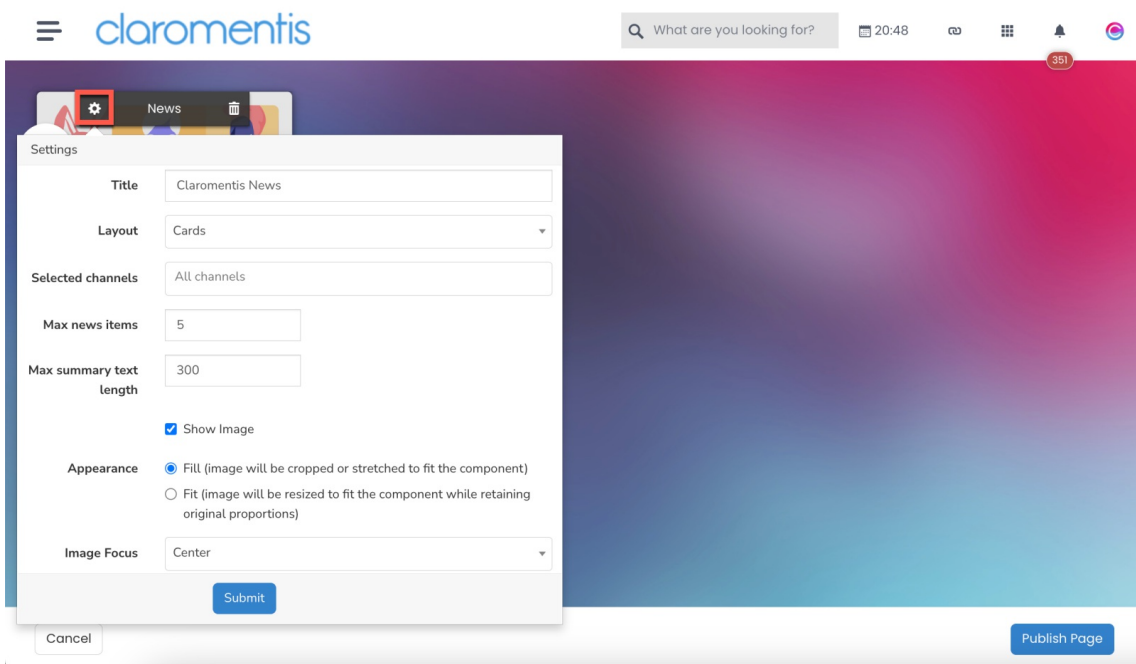 claromentis
What are you looking for?
20:48
351
News
Settings
Title
Claromentis News
Layout
Cards
Selected channels
All channels
Max news items
5
Max summary text
length
300
Show Image
Appearance
Fill (image will be cropped or stretched to fit the component)
Fit (image will be resized to fit the component while retaining
original proportions)
Image Focus
Center
Submit
Cancel
Publish Page